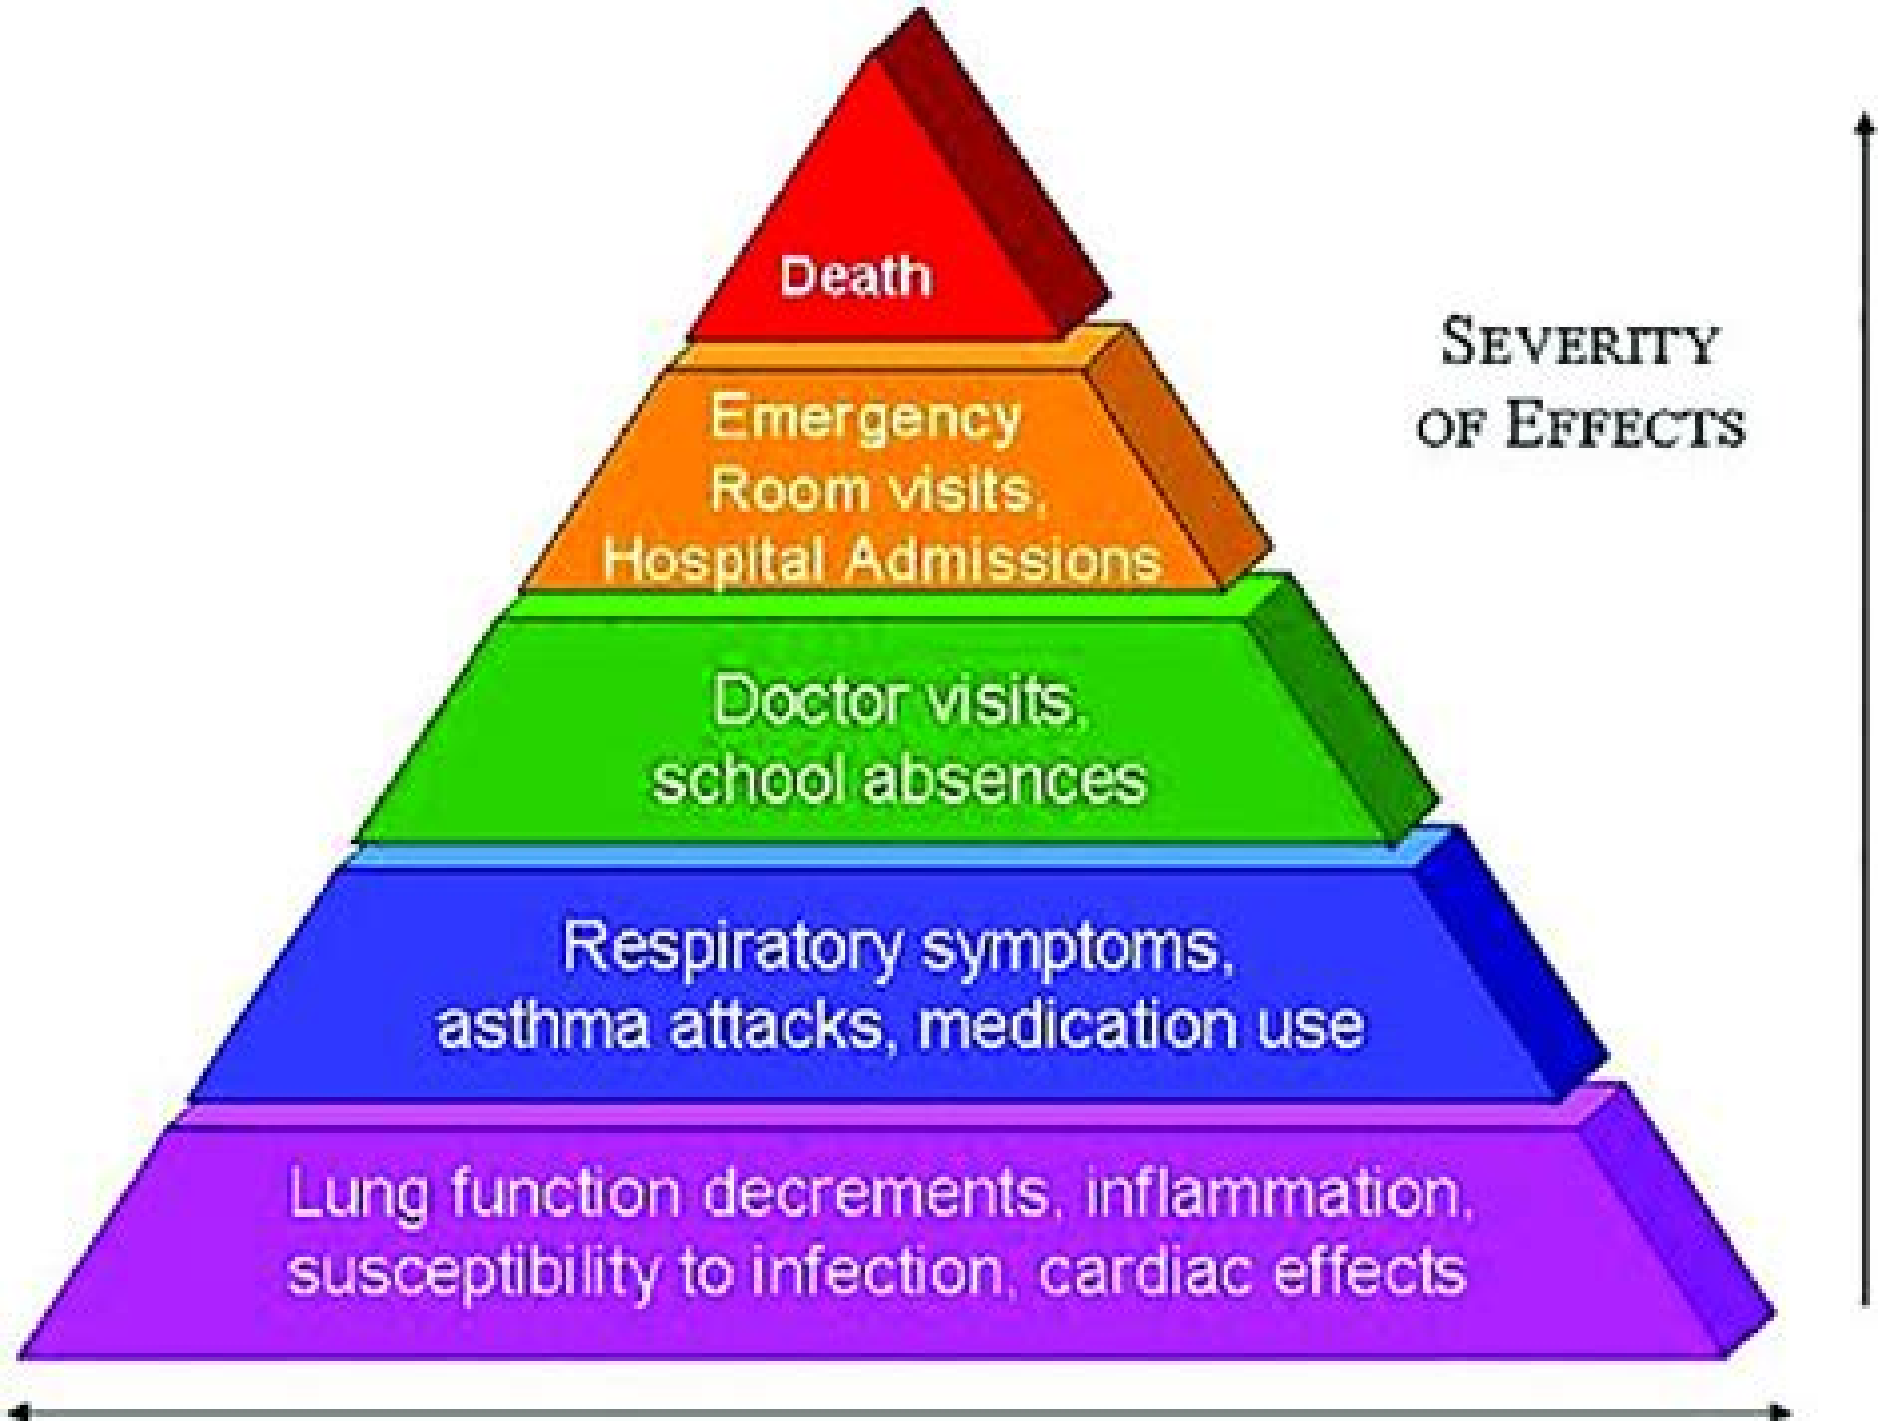 Death
Emergency
Room visits,
Hospital Admissions
SEVERITY
OF EFFECTS
Doctor visits,
school absences
Respiratory symptoms,
asthma attacks, medication use
Lung function decrements, inflammation,
susceptibility to infection, cardiac effects